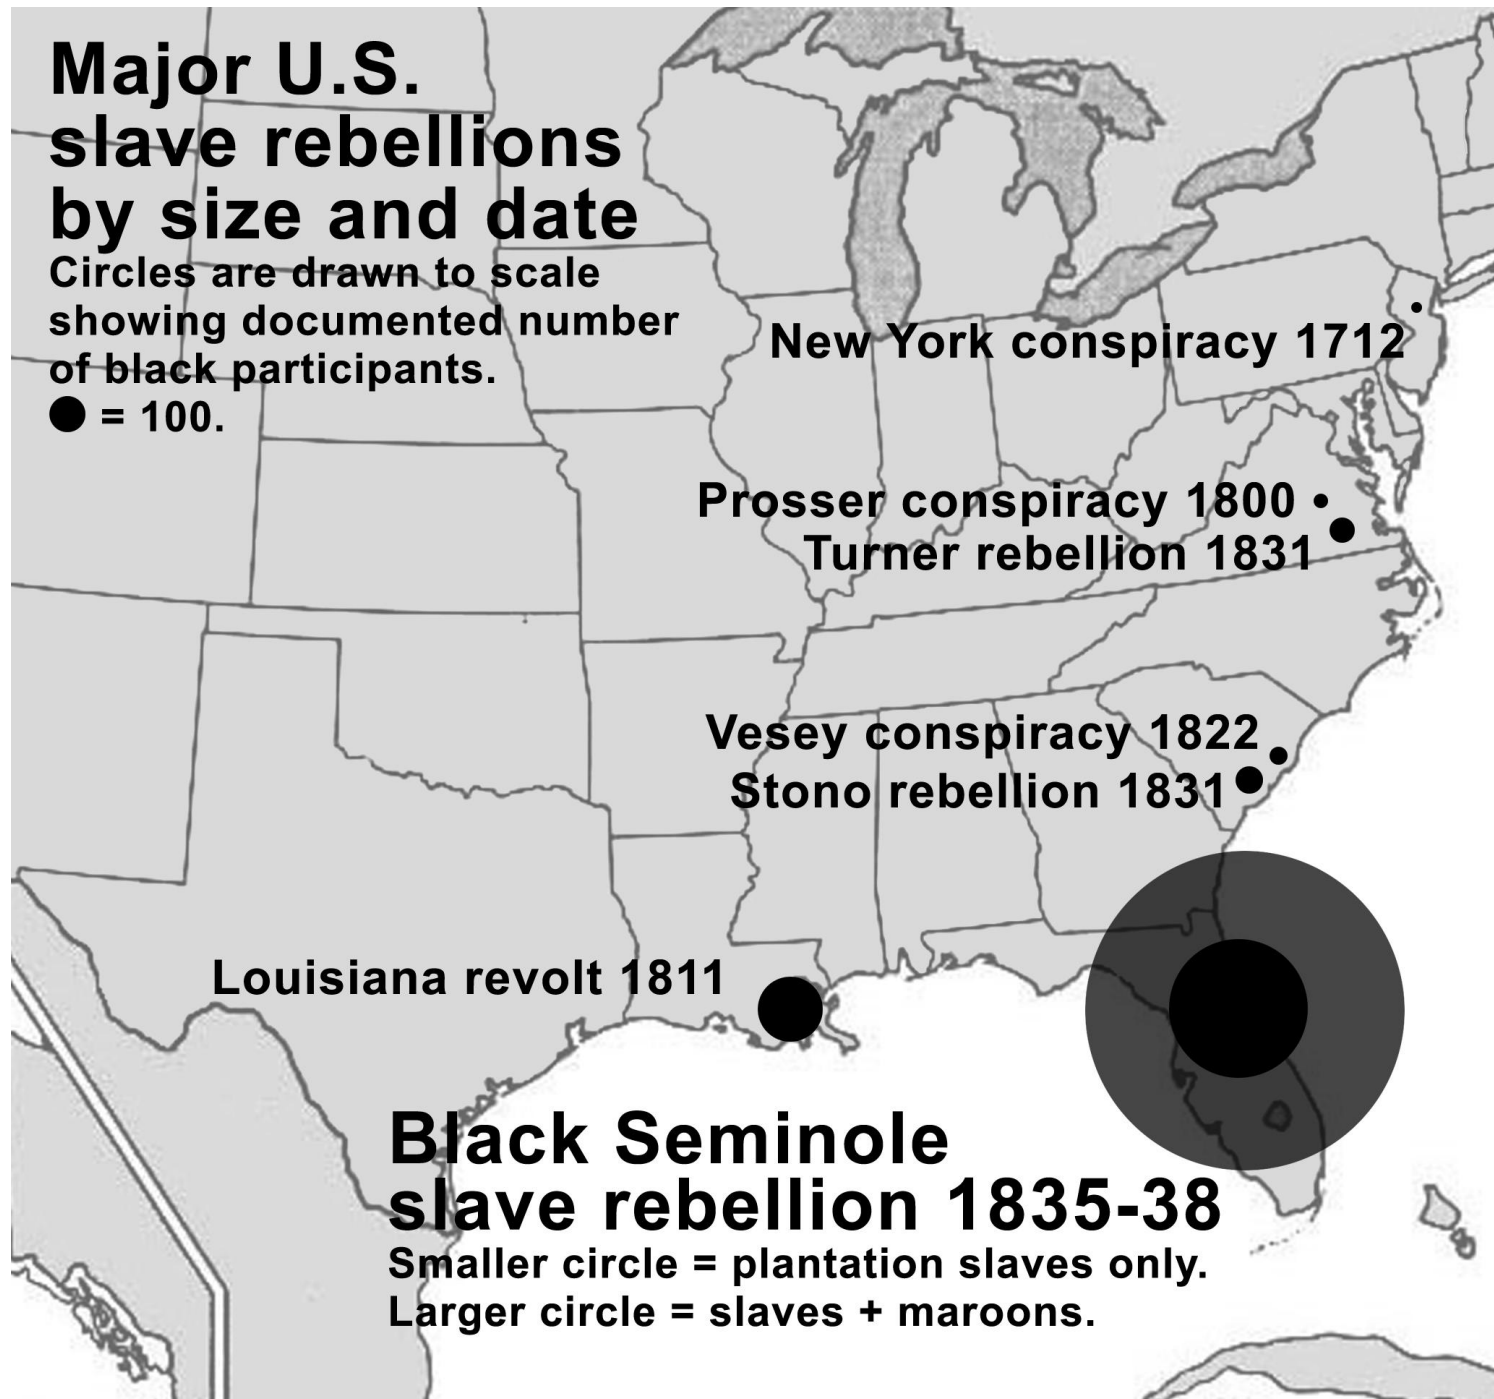 Major U.S.
slave rebellions
by size and date
Circles are drawn to scale
showing documented number
of black participants.
= 100.
New York conspiracy 1712
Prosser conspiracy 1800
Turner rebellion 1831
Vesey conspiracy 1822
Stono rebellion 1831
Louisiana revolt 1811
Black Seminole
slave rebellion 1835-38
Smaller circle = plantation slaves only.
Larger circle = slaves + maroons.